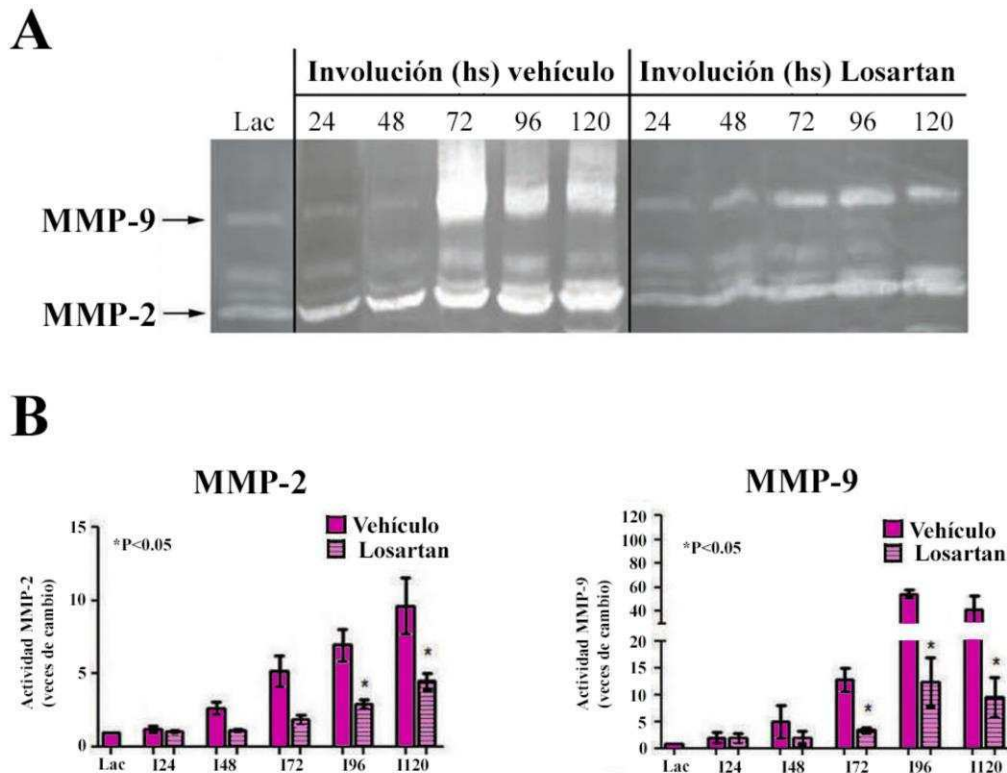 A
Involución (hs) vehículo Involución (hs) Losartan
Lac 24 48 72 96 120 24 48 72 96 120
MMP-9
MMP-2
B
MMP-2
Vehículo
Losartan
*P<0.05
Actividad MMP-2
(veces de cambio)
15
10
5
0
* *
Lac I24 I48 I72 I96 I120
MMP-9
Vehículo
Losartan
*P<0.05
Actividad MMP-9
(veces de cambio)
120
100
80
60
40
20
15
10
5
0
* * *
Lac I24 I48 I72 I96 I120